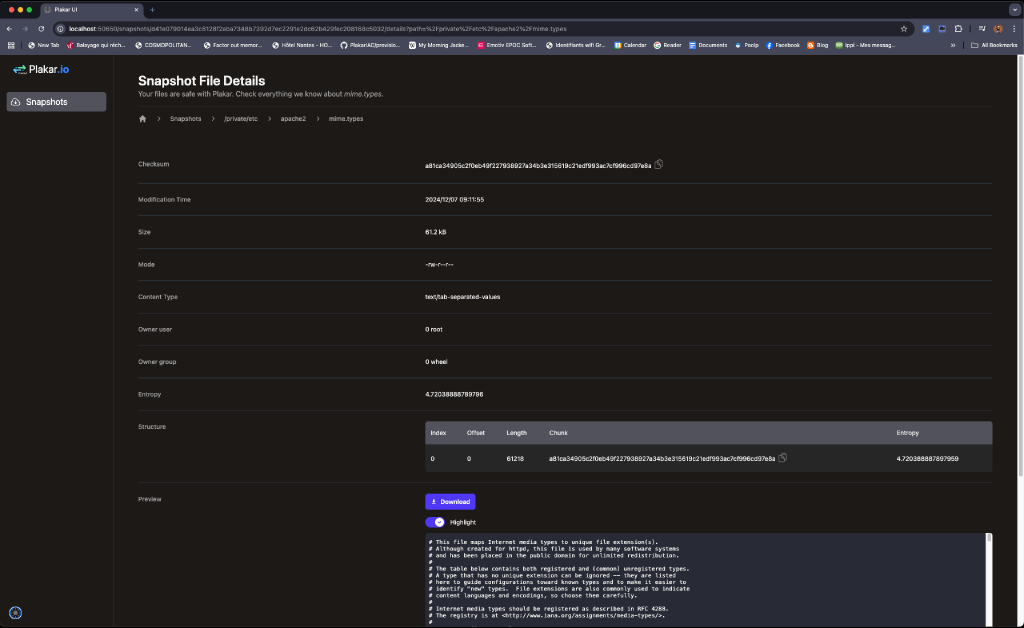 Plakar UI
localhost:50650/snapshots/d41e079014ea3c6128f2aba7348b7392d7ec2291e2dc62b429fec208168c5032/details?path=%2Fprivate%2Fetc%2Fapache2%2Fmime.types
New Tab
Balayage qui réch...
COSMOPOLITAN...
Factor out memor...
Hôtel Nantes - HO...
PlakarIAC/provisio...
My Morning Jacke...
Emotiv EPOC Soft...
Identifiants wifi Gr...
Calendar
Reader
Documents
Paolp
Facebook
Blog
Ippi - Mes messag...
All Bookmarks
Plakar.io
Snapshots
Snapshot File Details
Your files are safe with Plakar. Check everything we know about mime.types.
Snapshots > /private/etc > apache2 > mime.types
Checksum
a81ca34905c2f0eb49f227938927a34b3e315619c21edf993ac7cf996cd97e8a
Modification Time
2024/12/07 09:11:55
Size
61.2 kB
Mode
-rw-r--r--
Content Type
text/tab-separated-values
Owner user
0 root
Owner group
0 wheel
Entropy
4.72038888789796
Structure
Index Offset Length Chunk Entropy
0 0 61218 a81ca34905c2f0eb49f227938927a34b3e315619c21edf993ac7cf996cd97e8a 4.720388887897959
Preview
Download
Highlight
# This file maps Internet media types to unique file extension(s).
# Although created for httpd, this file is used by many software systems
# and has been placed in the public domain for unlimited redistribution.
#
# The table below contains both registered and (common) unregistered types.
# A type that has no unique extension can be ignored -- they are listed
# here to guide configurations toward known types and to make it easier to
# identify "new" types.  File extensions are also commonly used to indicate
# content languages and encodings, so choose them carefully.
#
# Internet media types should be registered as described in RFC 4288.
# The registry is at <http://www.iana.org/assignments/media-types/>.
#